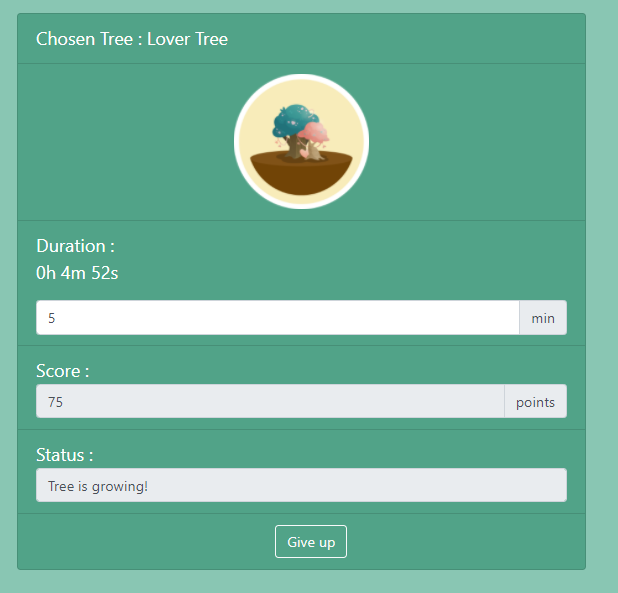 Chosen Tree : Lover Tree
Duration :
0h 4m 52s
5 min
Score :
75 points
Status :
Tree is growing!
Give up